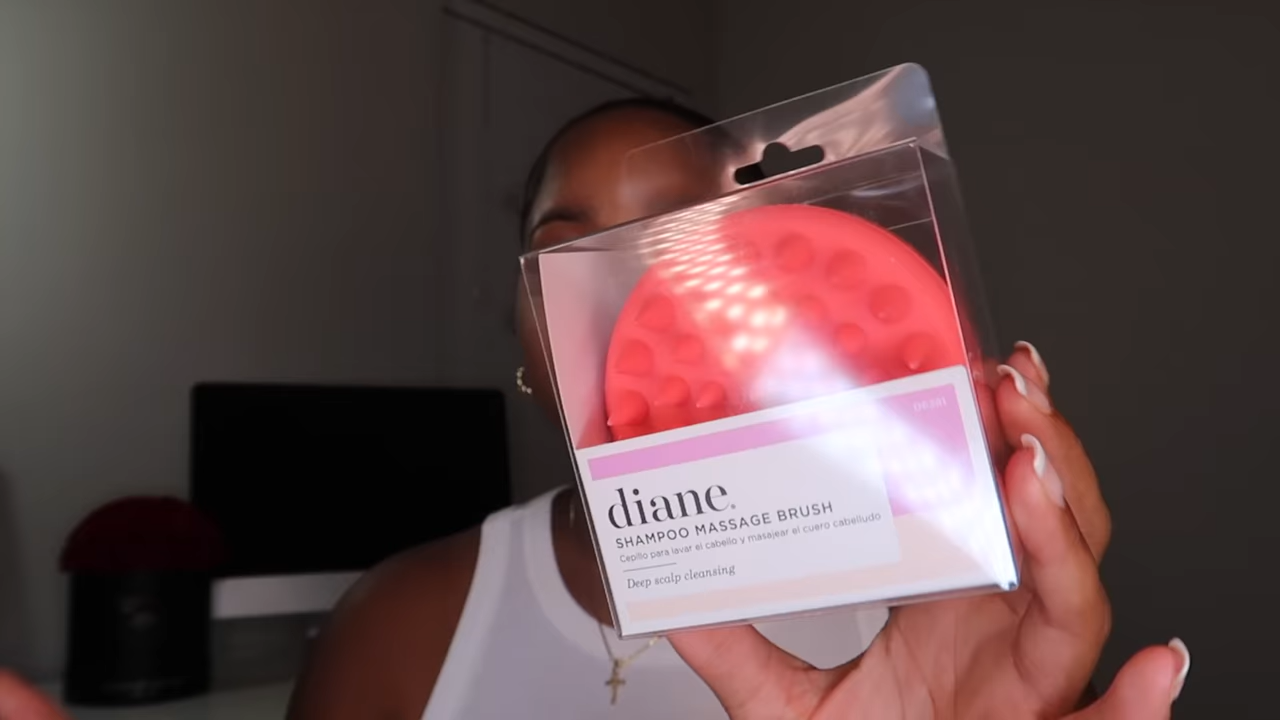 diane.
SHAMPOO MASSAGE BRUSH
Cepillo para lavar el cabello y masajear el cuero cabelludo
Deep scalp cleansing